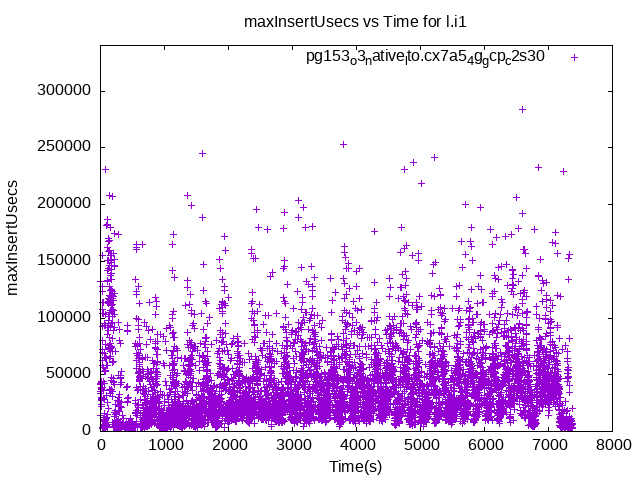 maxInsertUsecs vs Time for l.i1
pg153_o3_native_lto.cx7a5_4g_gcp_c2s30
300000
250000
200000
150000
100000
50000
0
maxInsertUsecs
0 1000 2000 3000 4000 5000 6000 7000 8000
Time(s)